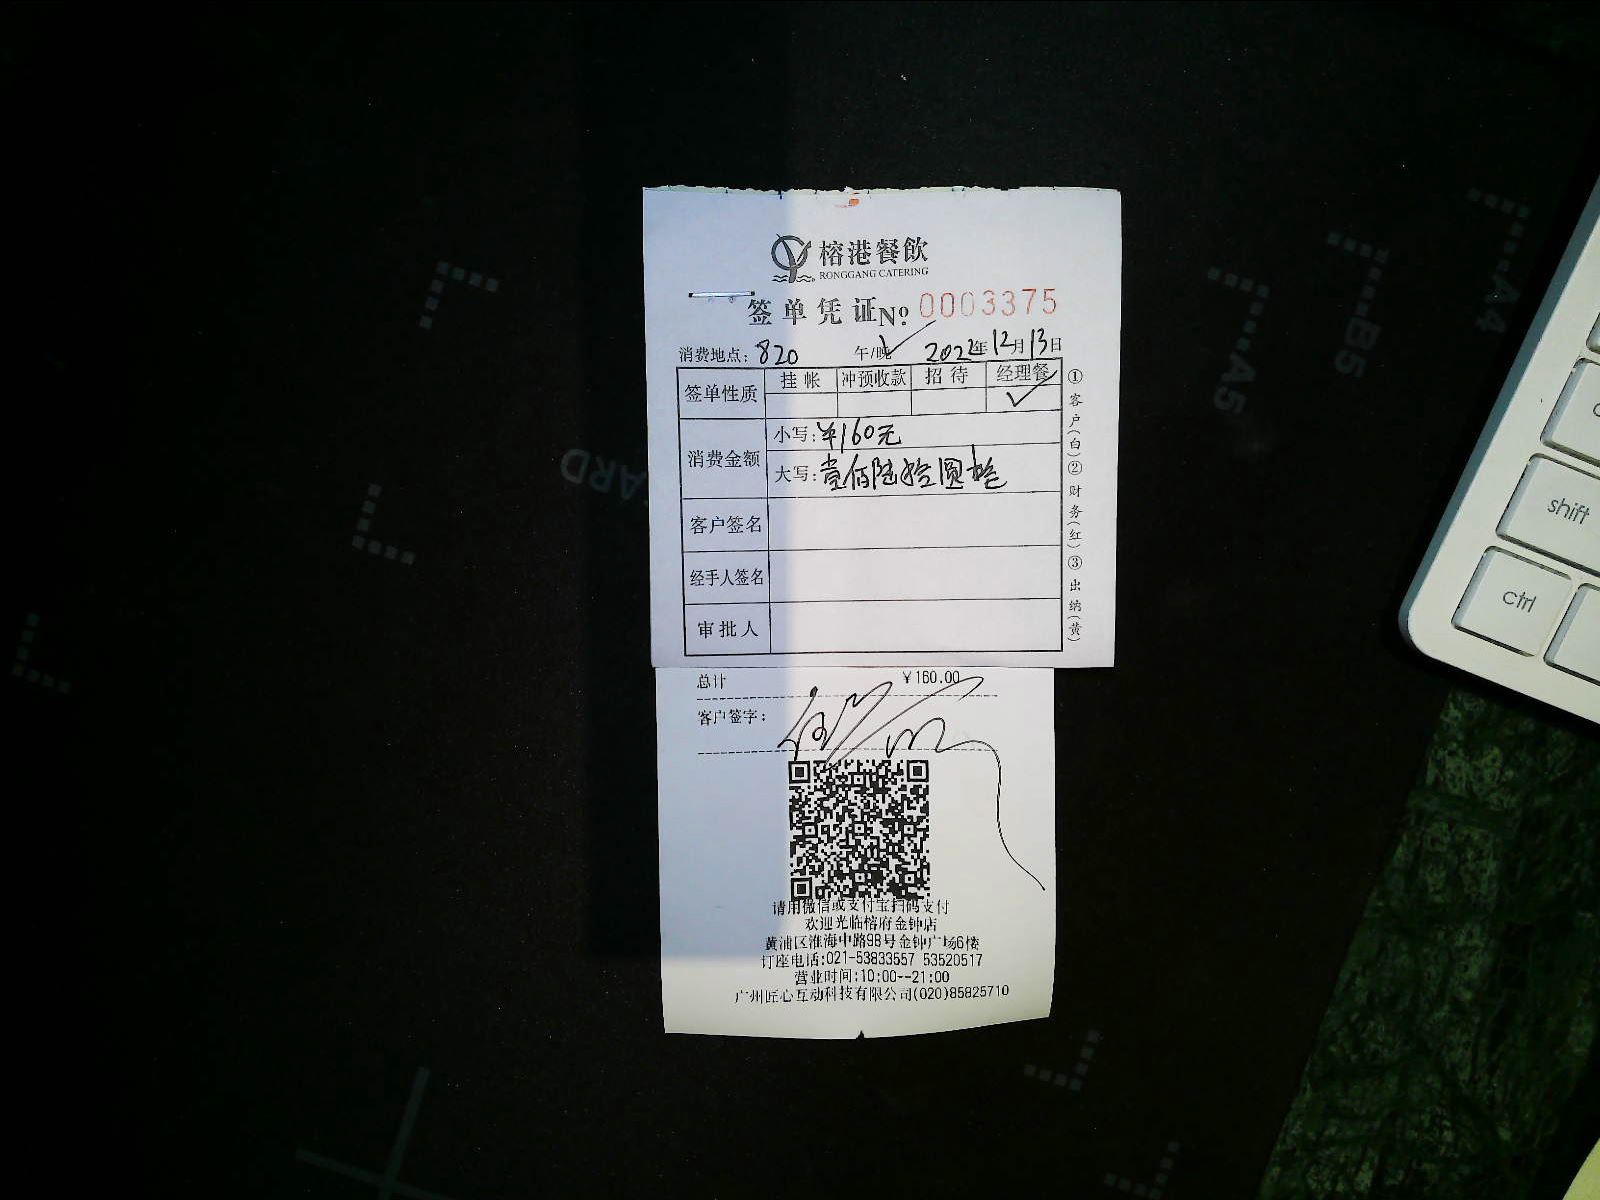 榕港餐飲
RONGGANG CATERING
签单凭证 No. 0003375
消费地点：820 午/晚 2022年12月13日
签单性质 挂帐 冲预收款 招待 经理餐
消费金额 小写：¥160元
大写：壹佰陆拾圆整
客户签名
经手人签名
审批人
①客户(白)②财务(红)③出纳(黄)
总计 ¥160.00
客户签字：
请用微信或支付宝扫码支付
欢迎光临榕府金钟店
黄浦区淮海中路98号金钟广场6楼
订座电话:021-53833557 53520517
营业时间:10:00--21:00
广州匠心互动科技有限公司(020)85825710
A4
B5
A5
shift
ctrl